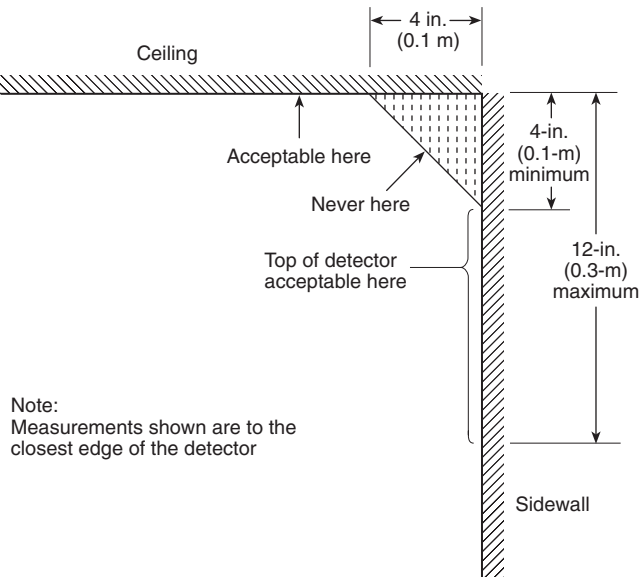 4 in.
(0.1 m)
Ceiling
Acceptable here
Never here
4-in.
(0.1-m)
minimum
Top of detector
acceptable here
12-in.
(0.3-m)
maximum
Note:
Measurements shown are to the
closest edge of the detector
Sidewall